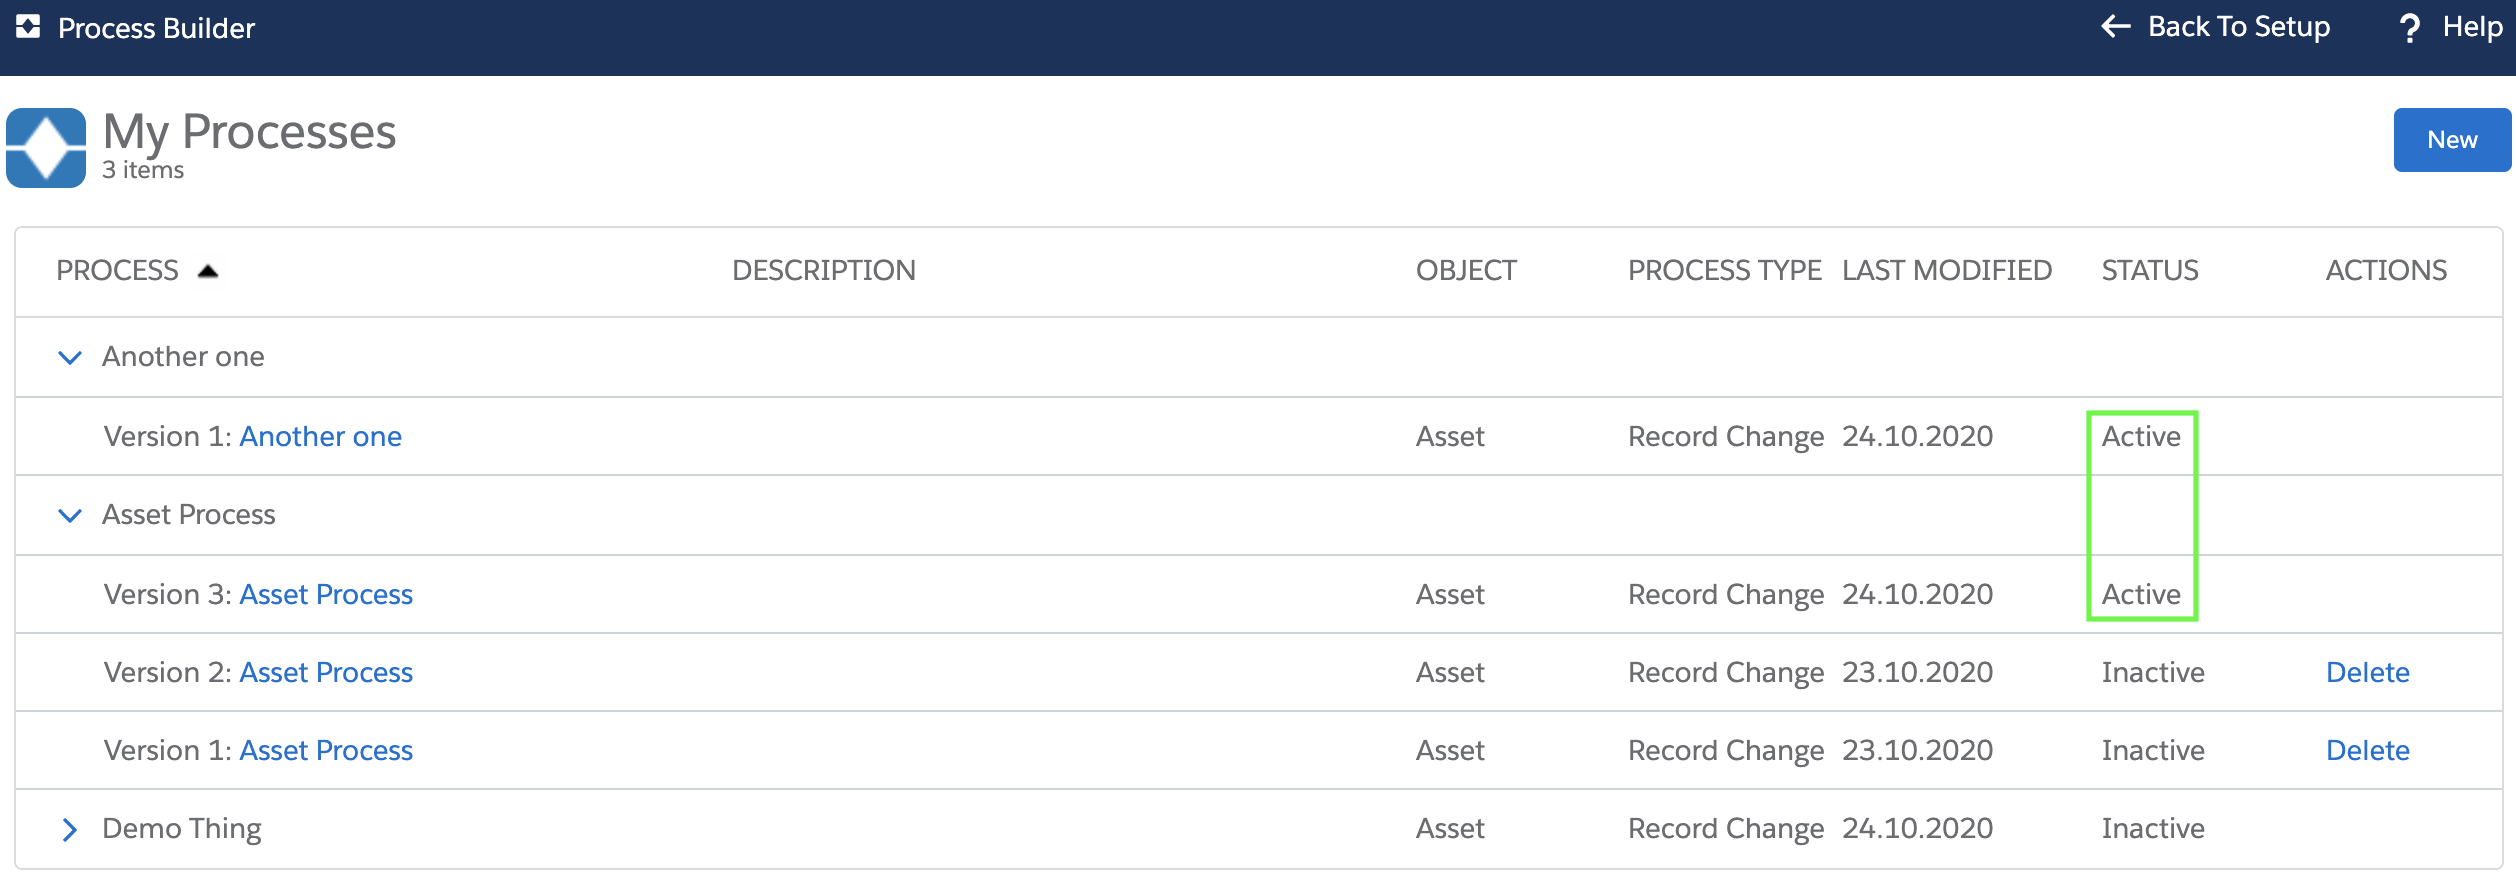 Process Builder
Back To Setup
? Help
My Processes
3 items
New
PROCESS DESCRIPTION OBJECT PROCESS TYPE LAST MODIFIED STATUS ACTIONS
Another one
Version 1: Another one Asset Record Change 24.10.2020 Active
Asset Process
Version 3: Asset Process Asset Record Change 24.10.2020 Active
Version 2: Asset Process Asset Record Change 23.10.2020 Inactive Delete
Version 1: Asset Process Asset Record Change 23.10.2020 Inactive Delete
Demo Thing Asset Record Change 24.10.2020 Inactive